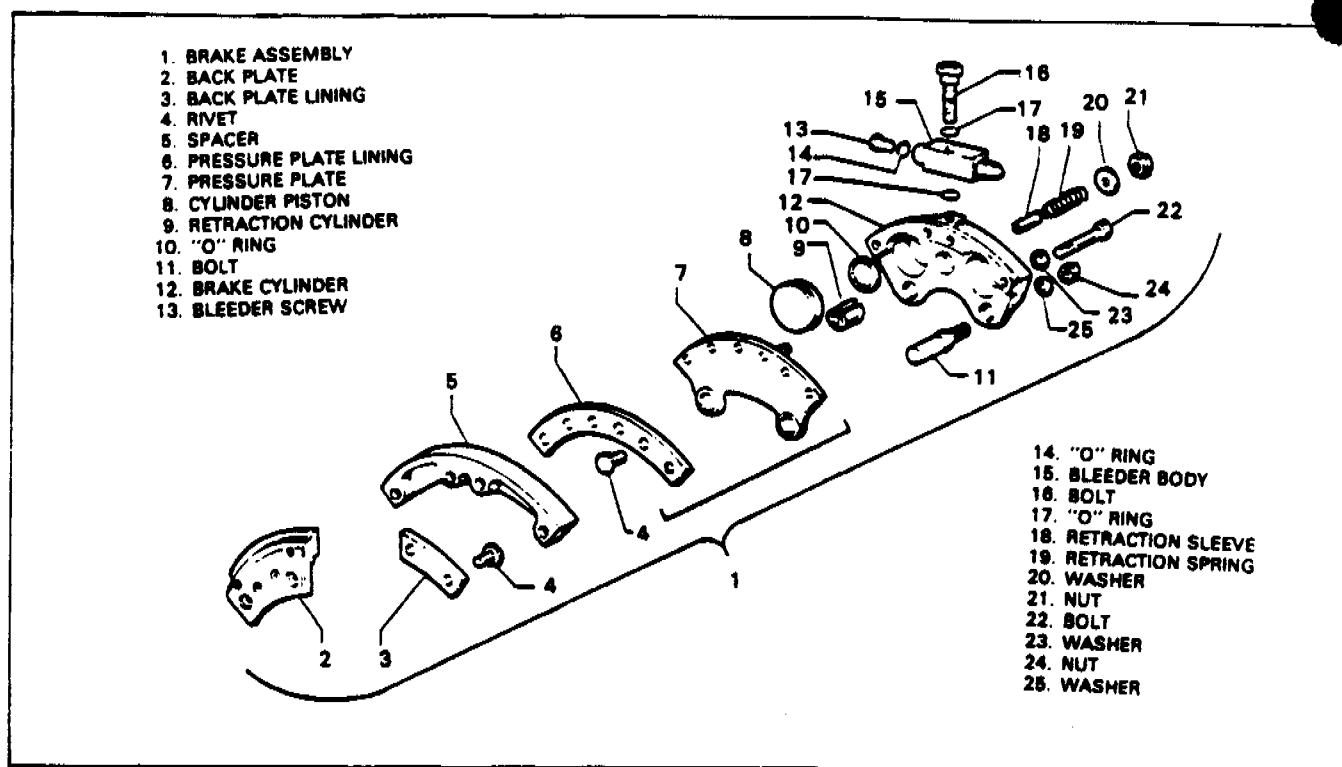 1. BRAKE ASSEMBLY
2. BACK PLATE
3. BACK PLATE LINING
4. RIVET
5. SPACER
6. PRESSURE PLATE LINING
7. PRESSURE PLATE
8. CYLINDER PISTON
9. RETRACTION CYLINDER
10. "O" RING
11. BOLT
12. BRAKE CYLINDER
13. BLEEDER SCREW
16
15
17
20
21
13
18
19
14
17
12
22
10
8
9
7
24
23
25
6
11
5
4
1
4
2
3
14. "O" RING
15. BLEEDER BODY
16. BOLT
17. "O" RING
18. RETRACTION SLEEVE
19. RETRACTION SPRING
20. WASHER
21. NUT
22. BOLT
23. WASHER
24. NUT
25. WASHER